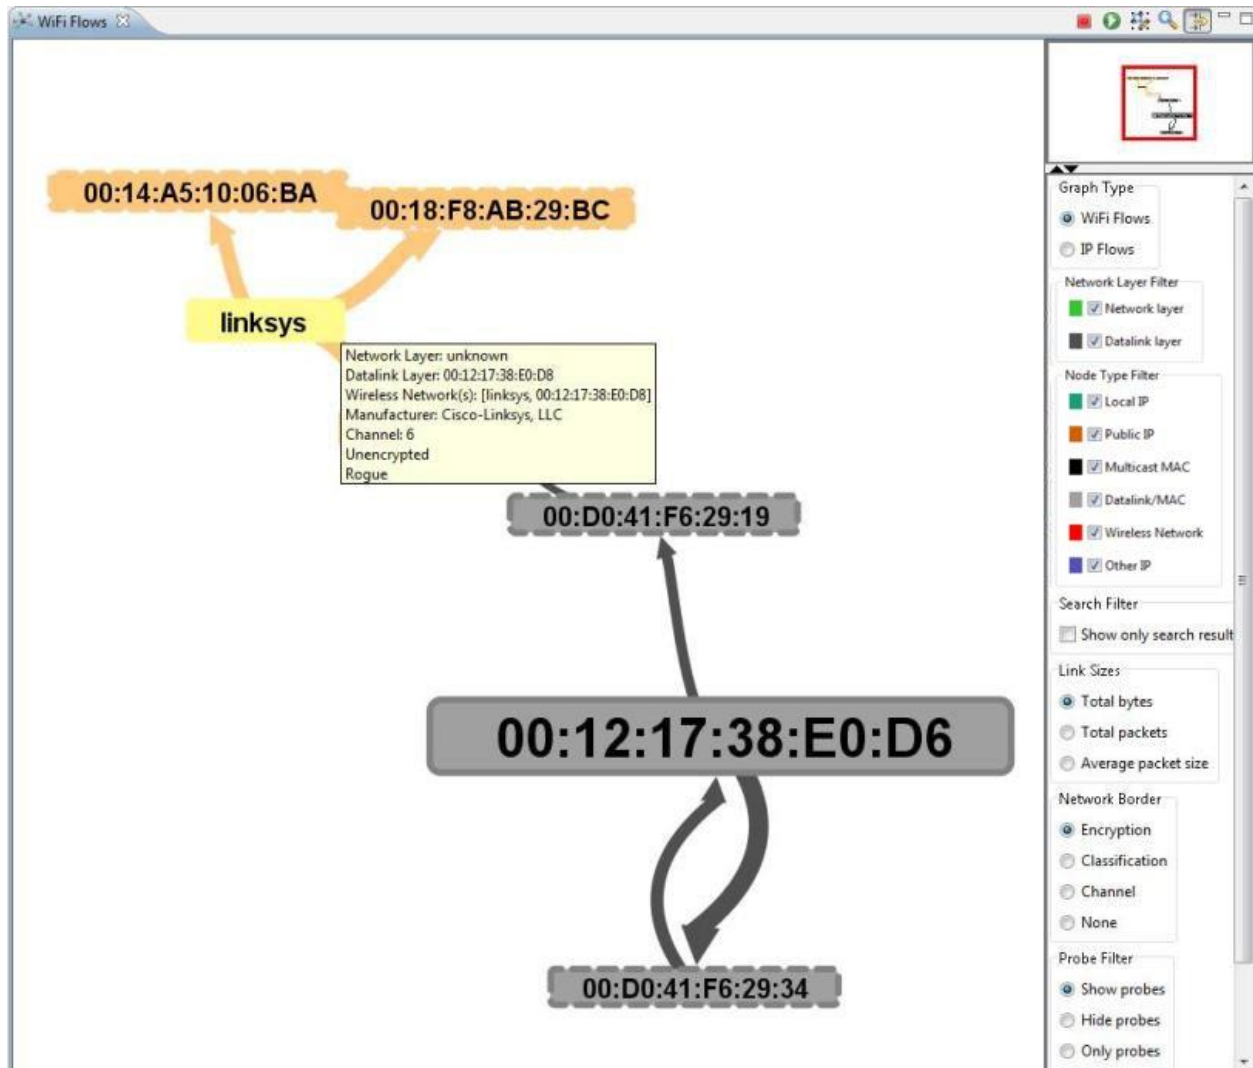 WiFi Flows
00:14:A5:10:06:BA
00:18:F8:AB:29:BC
linksys
Network Layer: unknown
Datalink Layer: 00:12:17:38:E0:D8
Wireless Network(s): [linksys, 00:12:17:38:E0:D8]
Manufacturer: Cisco-Linksys, LLC
Channel: 6
Unencrypted
Rogue
00:D0:41:F6:29:19
00:12:17:38:E0:D6
00:D0:41:F6:29:34
Graph Type
WiFi Flows
IP Flows
Network Layer Filter
Network layer
Datalink layer
Node Type Filter
Local IP
Public IP
Multicast MAC
Datalink/MAC
Wireless Network
Other IP
Search Filter
Show only search result
Link Sizes
Total bytes
Total packets
Average packet size
Network Border
Encryption
Classification
Channel
None
Probe Filter
Show probes
Hide probes
Only probes